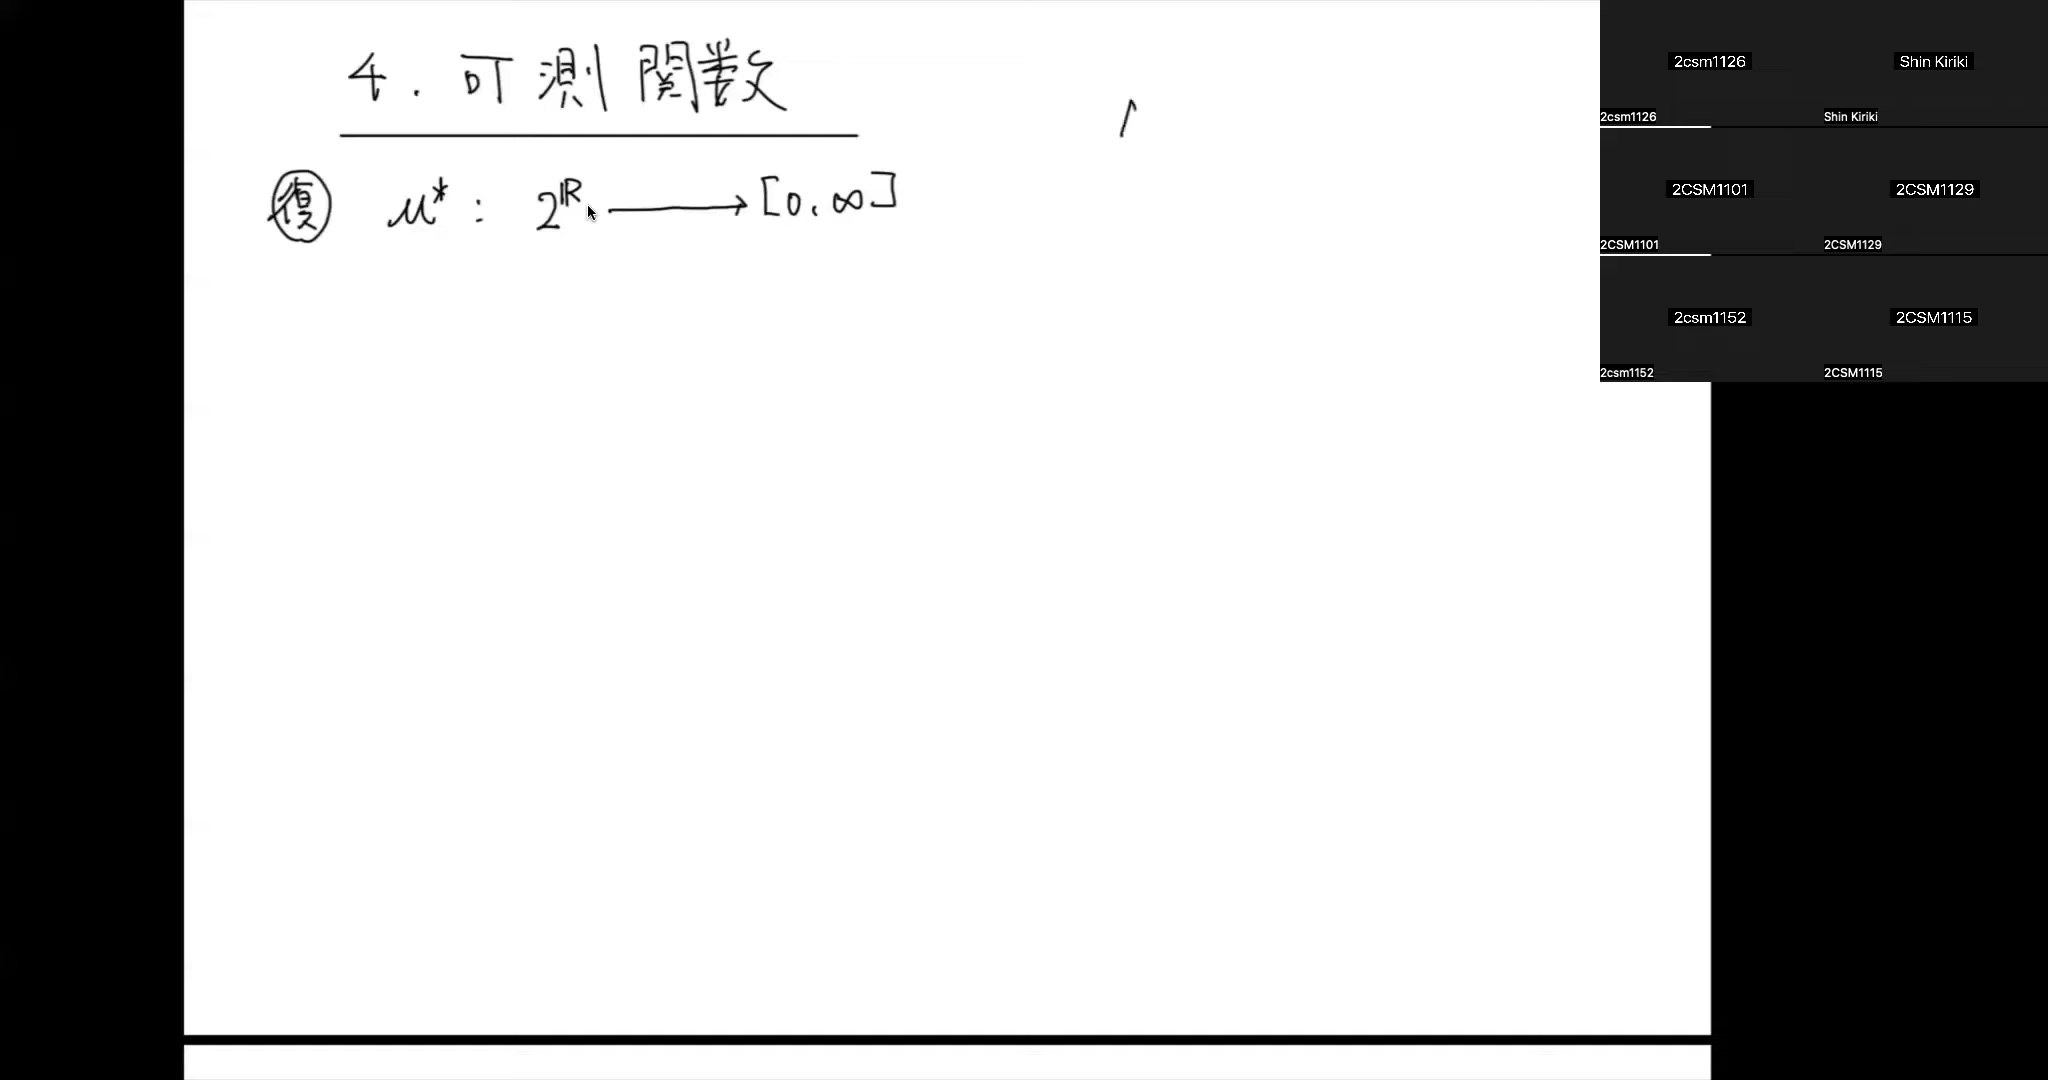 4. 可測関数
復 μ* : 2^ℝ ⟶ [0, ∞]
2csm1126
Shin Kiriki
2csm1126
Shin Kiriki
2CSM1101
2CSM1129
2CSM1101
2CSM1129
2csm1152
2CSM1115
2csm1152
2CSM1115